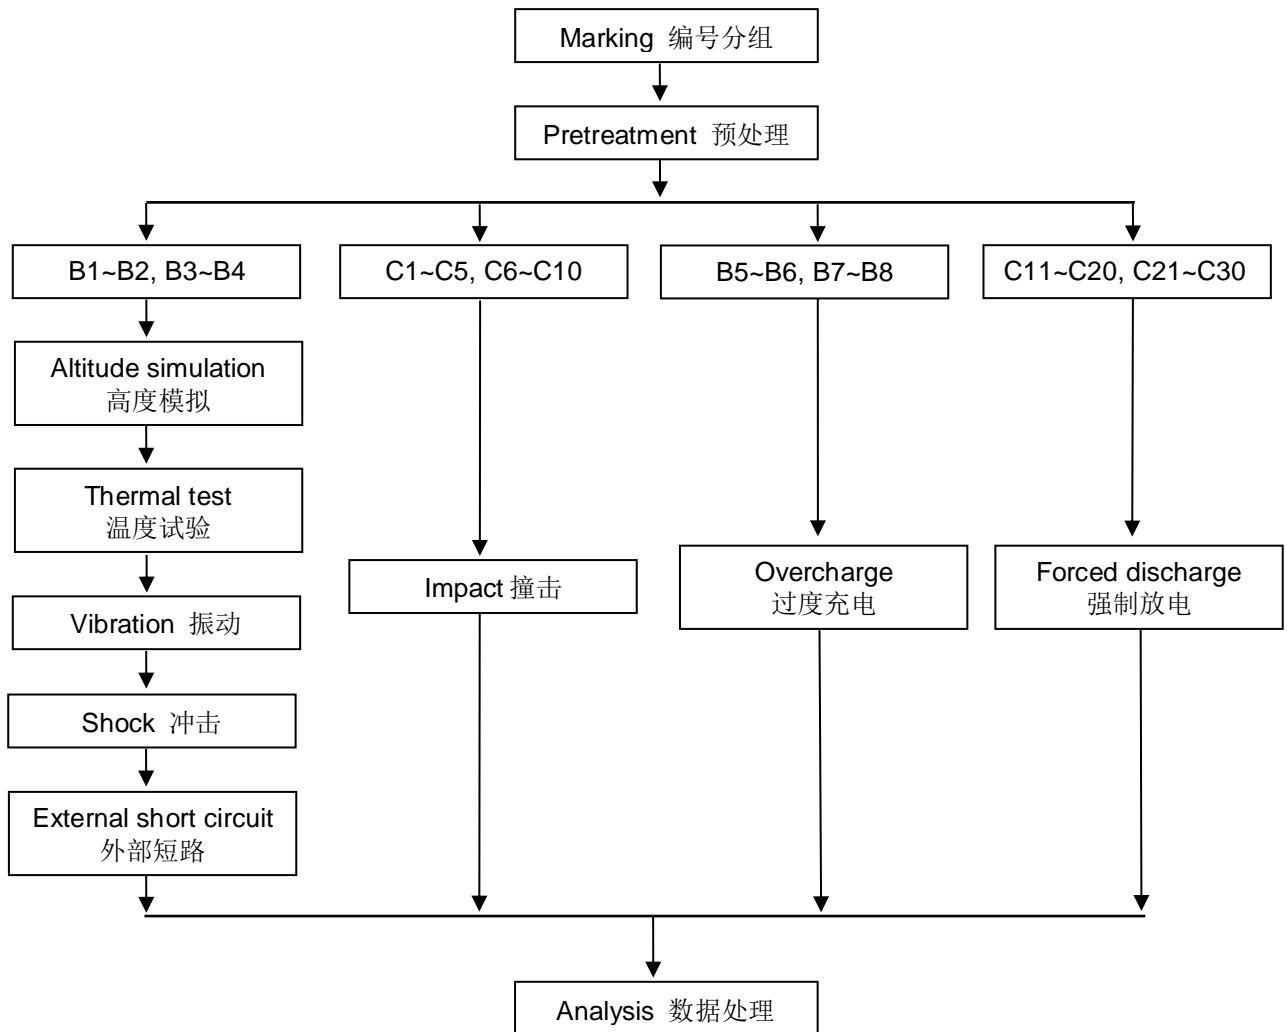 Marking 编号分组
Pretreatment 预处理
B1~B2, B3~B4
C1~C5, C6~C10
B5~B6, B7~B8
C11~C20, C21~C30
Altitude simulation
高度模拟
Thermal test
温度试验
Vibration 振动
Shock 冲击
External short circuit
外部短路
Impact 撞击
Overcharge
过度充电
Forced discharge
强制放电
Analysis 数据处理